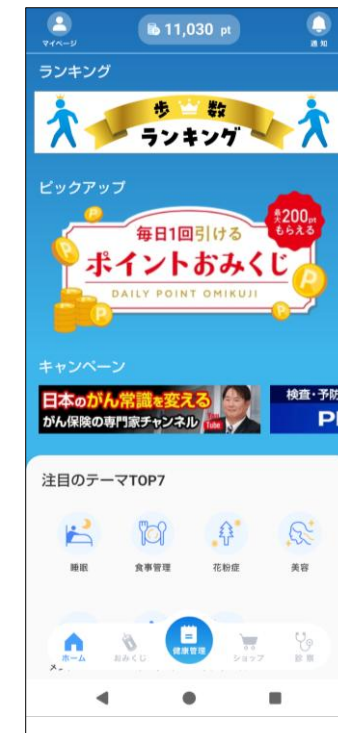 マイページ
11,030 pt
通知
ランキング
歩数
ランキング
ピックアップ
毎日1回引ける
最大200pt
もらえる
ポイントおみくじ
DAILY POINT OMIKUJI
キャンペーン
日本のがん常識を変える
がん保険の専門家チャンネル
You Tube
検査・予防
注目のテーマTOP7
睡眠
食事管理
花粉症
美容
ホーム
おみくじ
健康管理
ショップ
診察